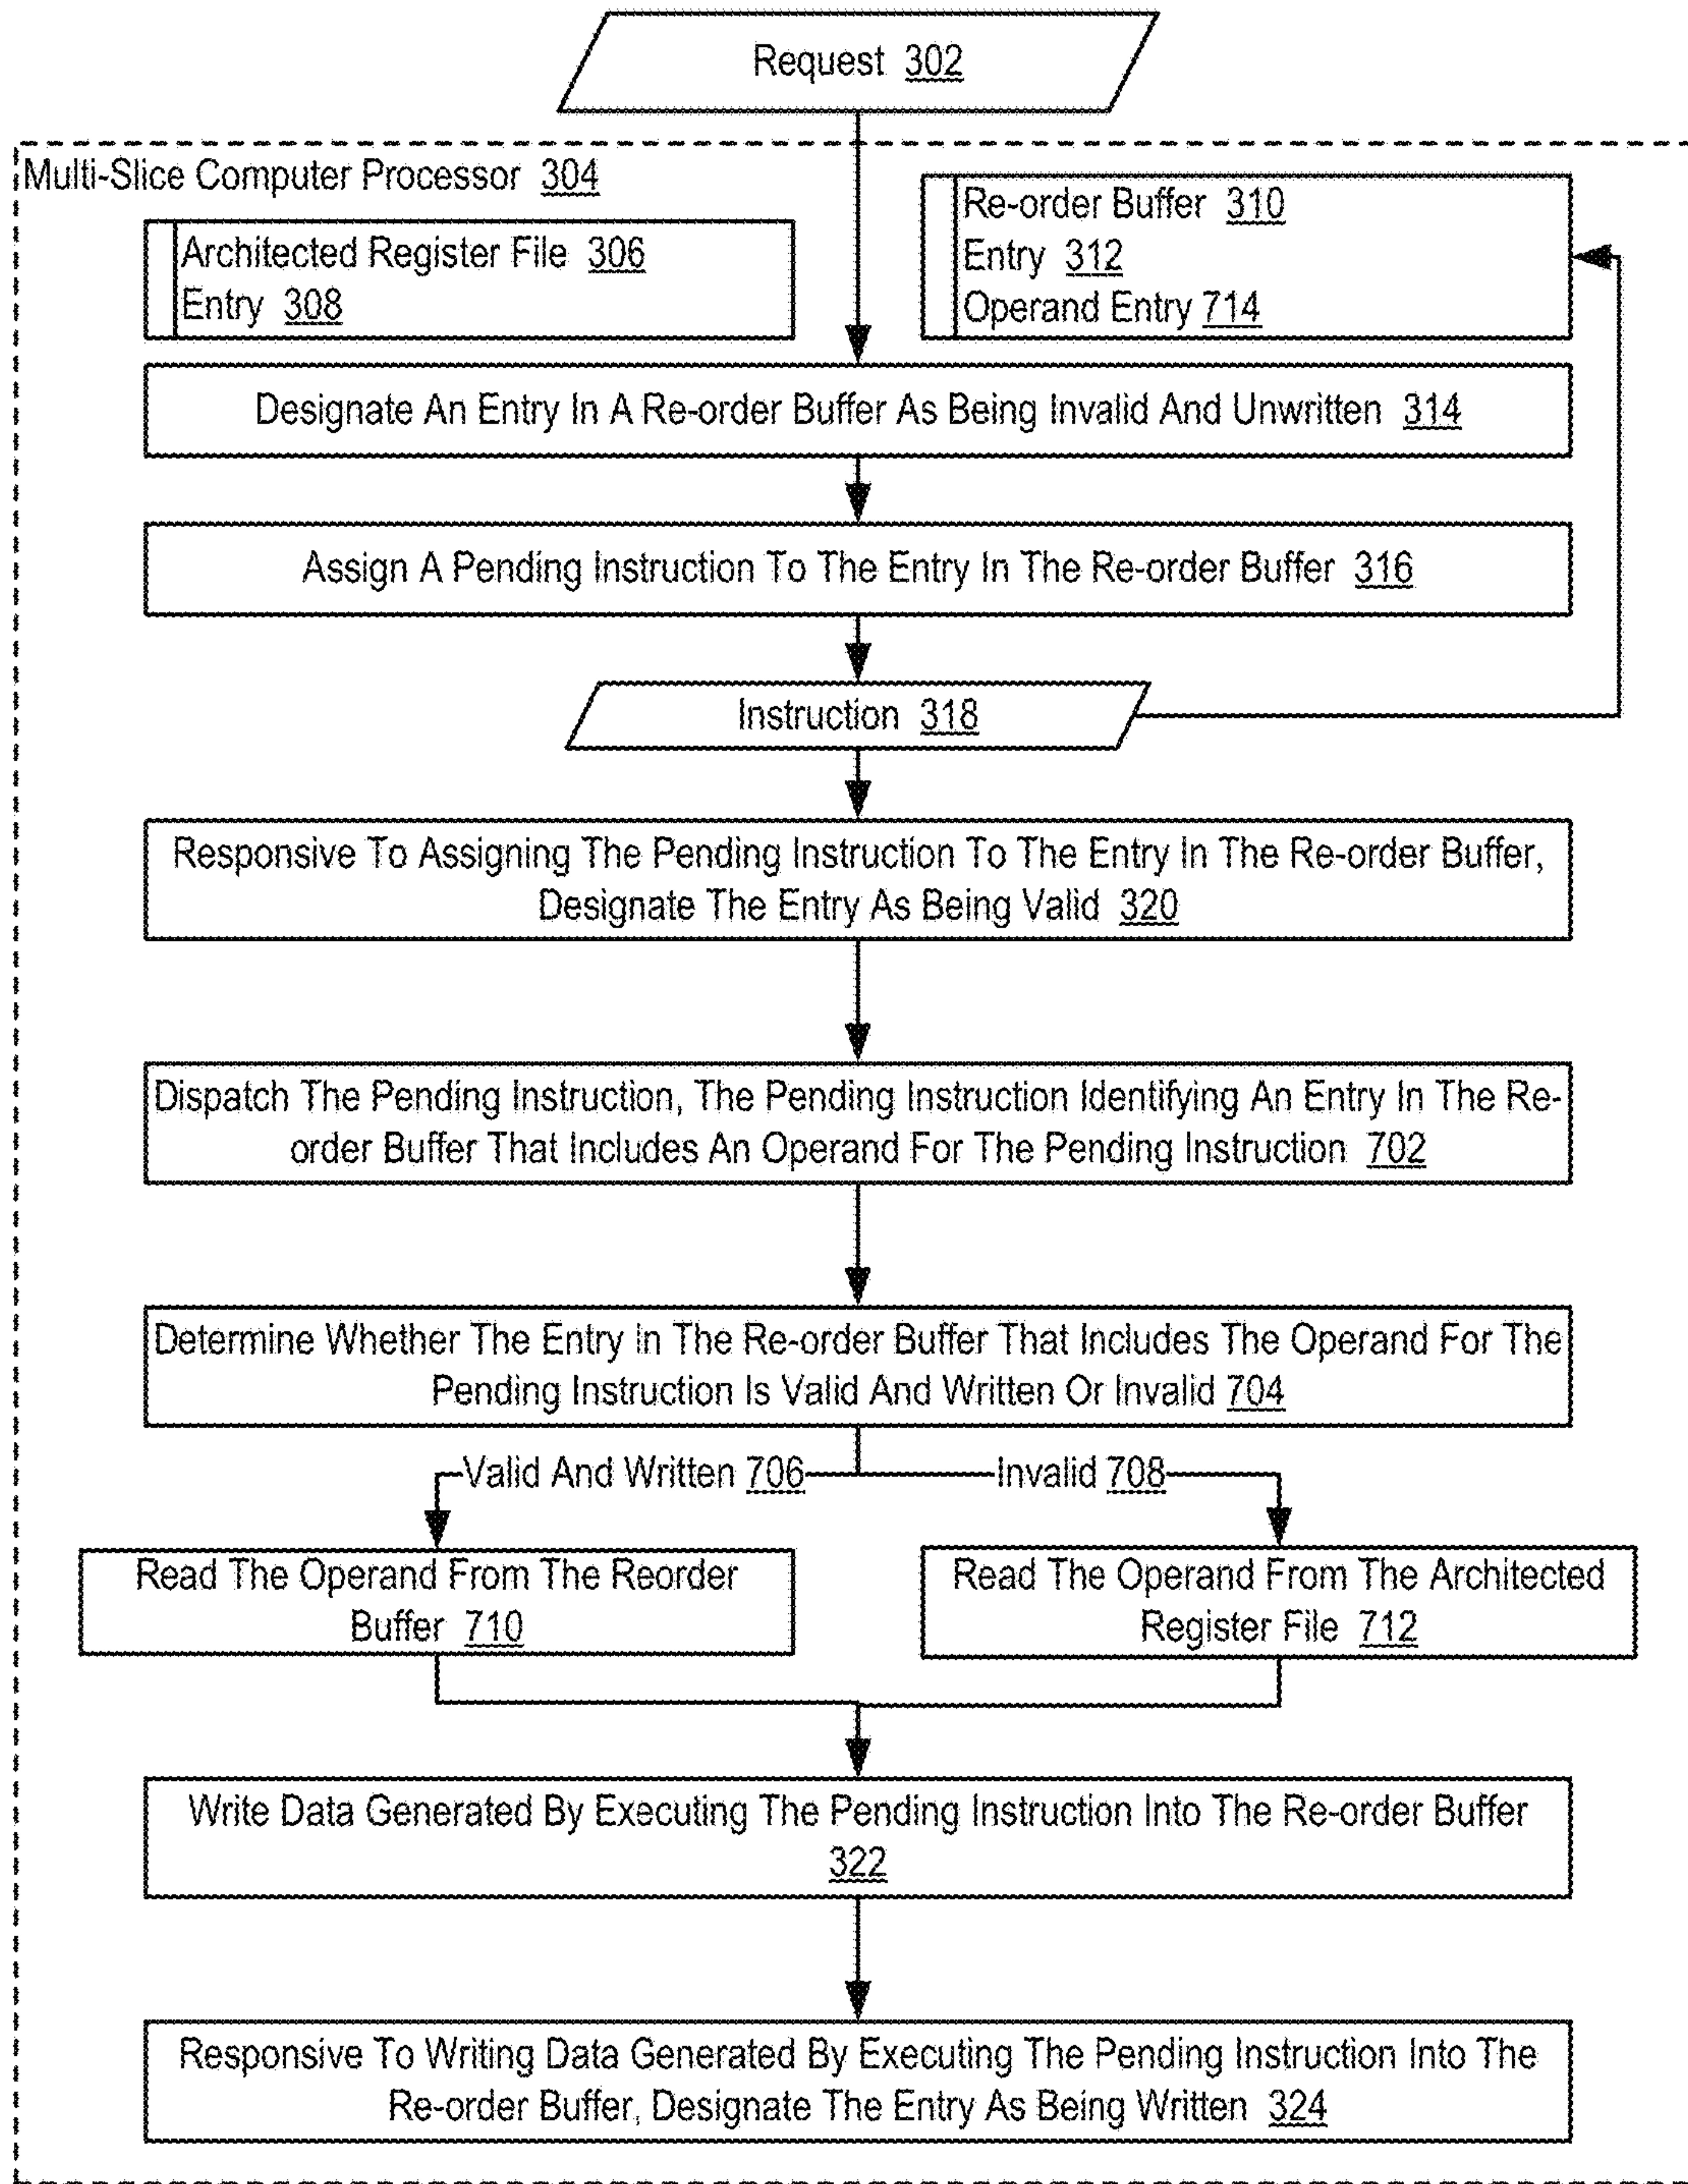 Request 302
Multi-Slice Computer Processor 304
Architected Register File 306
Entry 308
Re-order Buffer 310
Entry 312
Operand Entry 714
Designate An Entry In A Re-order Buffer As Being Invalid And Unwritten 314
Assign A Pending Instruction To The Entry In The Re-order Buffer 316
Instruction 318
Responsive To Assigning The Pending Instruction To The Entry In The Re-order Buffer,
Designate The Entry As Being Valid 320
Dispatch The Pending Instruction, The Pending Instruction Identifying An Entry In The Re-
order Buffer That Includes An Operand For The Pending Instruction 702
Determine Whether The Entry In The Re-order Buffer That Includes The Operand For The
Pending Instruction Is Valid And Written Or Invalid 704
Valid And Written 706
Invalid 708
Read The Operand From The Reorder
Buffer 710
Read The Operand From The Architected
Register File 712
Write Data Generated By Executing The Pending Instruction Into The Re-order Buffer
322
Responsive To Writing Data Generated By Executing The Pending Instruction Into The
Re-order Buffer, Designate The Entry As Being Written 324